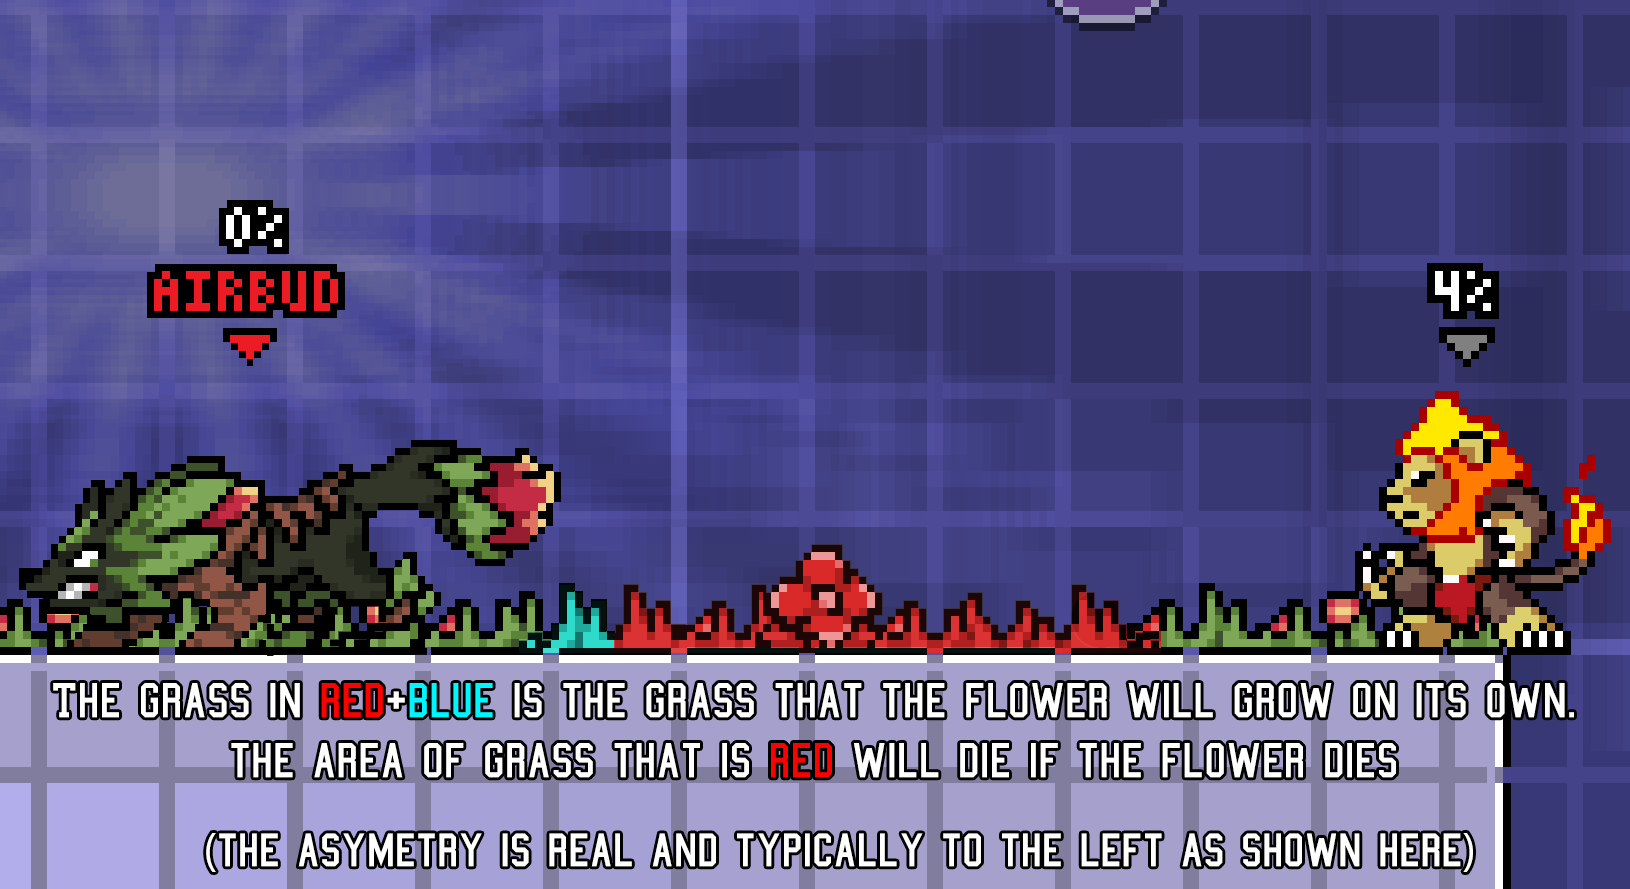 0%
AIRBUD
4%
THE GRASS IN RED+BLUE IS THE GRASS THAT THE FLOWER WILL GROW ON ITS OWN.
THE AREA OF GRASS THAT IS RED WILL DIE IF THE FLOWER DIES
(THE ASYMETRY IS REAL AND TYPICALLY TO THE LEFT AS SHOWN HERE)